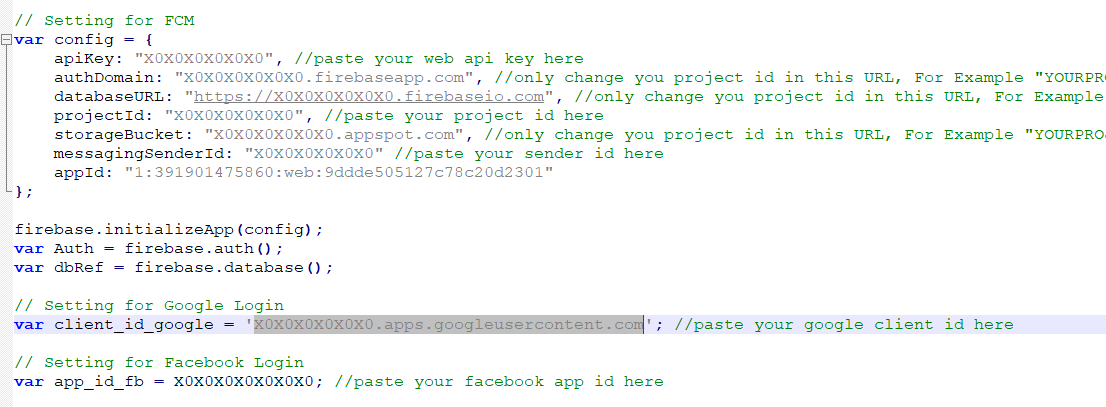 // Setting for FCM
var config = {
apiKey: "X0X0X0X0X0X0", //paste your web api key here
authDomain: "X0X0X0X0X0X0.firebaseapp.com", //only change you project id in this URL, For Example "YOURPRO
databaseURL: "https://X0X0X0X0X0X0.firebaseio.com", //only change you project id in this URL, For Example
projectId: "X0X0X0X0X0X0", //paste your project id here
storageBucket: "X0X0X0X0X0X0.appspot.com", //only change you project id in this URL, For Example "YOURPRO
messagingSenderId: "X0X0X0X0X0X0" //paste your sender id here
appId: "1:391901475860:web:9ddde505127c78c20d2301"
};
firebase.initializeApp(config);
var Auth = firebase.auth();
var dbRef = firebase.database();
// Setting for Google Login
var client_id_google = 'X0X0X0X0X0X0.apps.googleusercontent.com'; //paste your google client id here
// Setting for Facebook Login
var app_id_fb = X0X0X0X0X0X0X0; //paste your facebook app id here